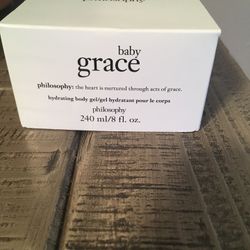 philosophy
baby
grace
philosophy: the heart is nurtured through acts of grace.
hydrating body gel/gel hydratant pour le corps
philosophy
240 ml/8 fl. oz.